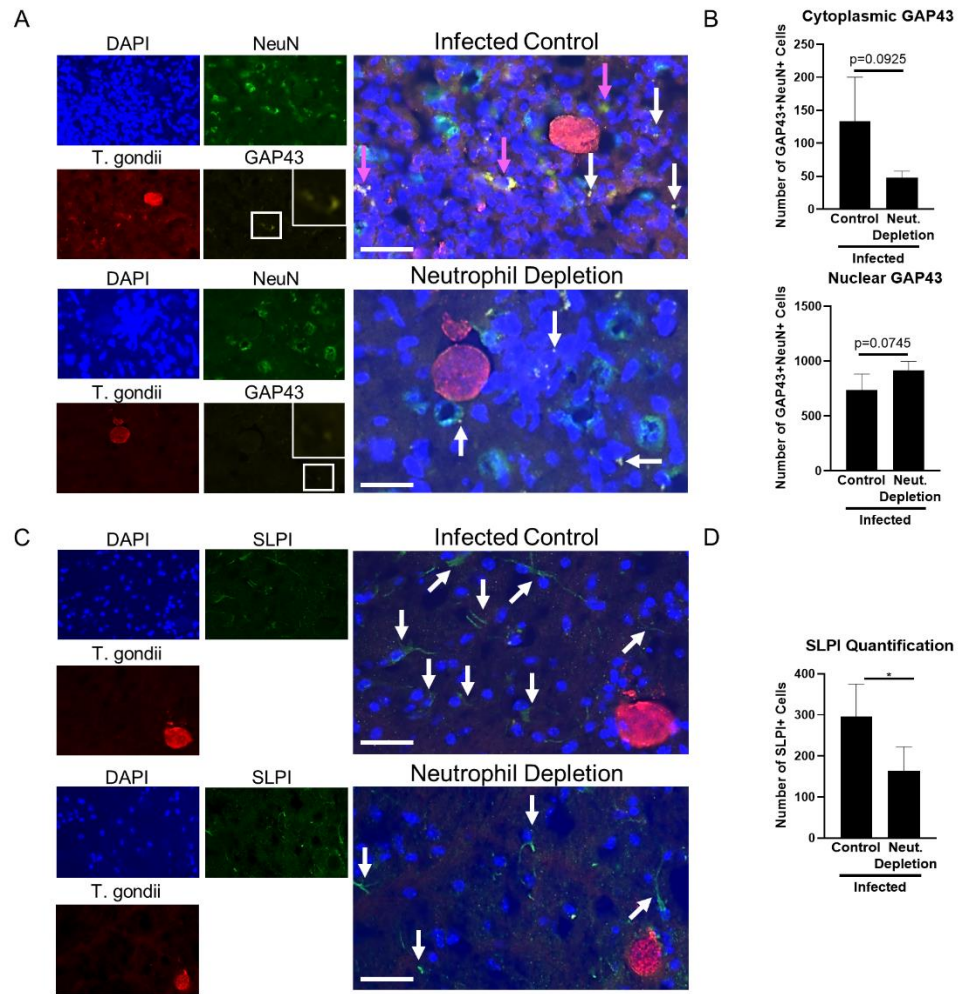 A
DAPI
NeuN
Infected Control
T. gondii
GAP43
DAPI
NeuN
Neutrophil Depletion
T. gondii
GAP43
B
Cytoplasmic GAP43
Number of GAP43+NeuN+ Cells
250
200
150
100
50
0
p=0.0925
Control
Neut.
Depletion
Infected
Nuclear GAP43
Number of GAP43+NeuN+ Cells
1500
1000
500
0
p=0.0745
Control
Neut.
Depletion
Infected
C
DAPI
SLPI
Infected Control
T. gondii
DAPI
SLPI
Neutrophil Depletion
T. gondii
D
SLPI Quantification
Number of SLPI+ Cells
400
300
200
100
0
*
Control
Neut.
Depletion
Infected